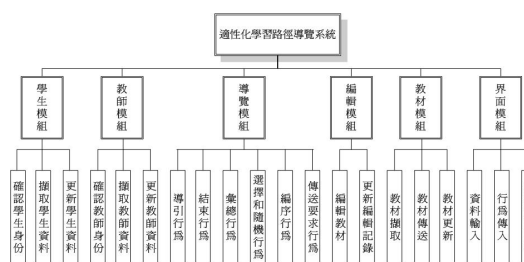 適性化學習路徑導覽系統
學生模組
教師模組
導覽模組
編輯模組
教材模組
界面模組
確認學生身份
擷取學生資料
更新學生資料
確認教師身份
擷取教師資料
更新教師資料
導引行為
結束行為
彙總行為
選擇和隨機行為
編序行為
傳送要求行為
編輯教材
更新編輯記錄
教材擷取
教材傳送
教材更新
資料輸入
行為傳入